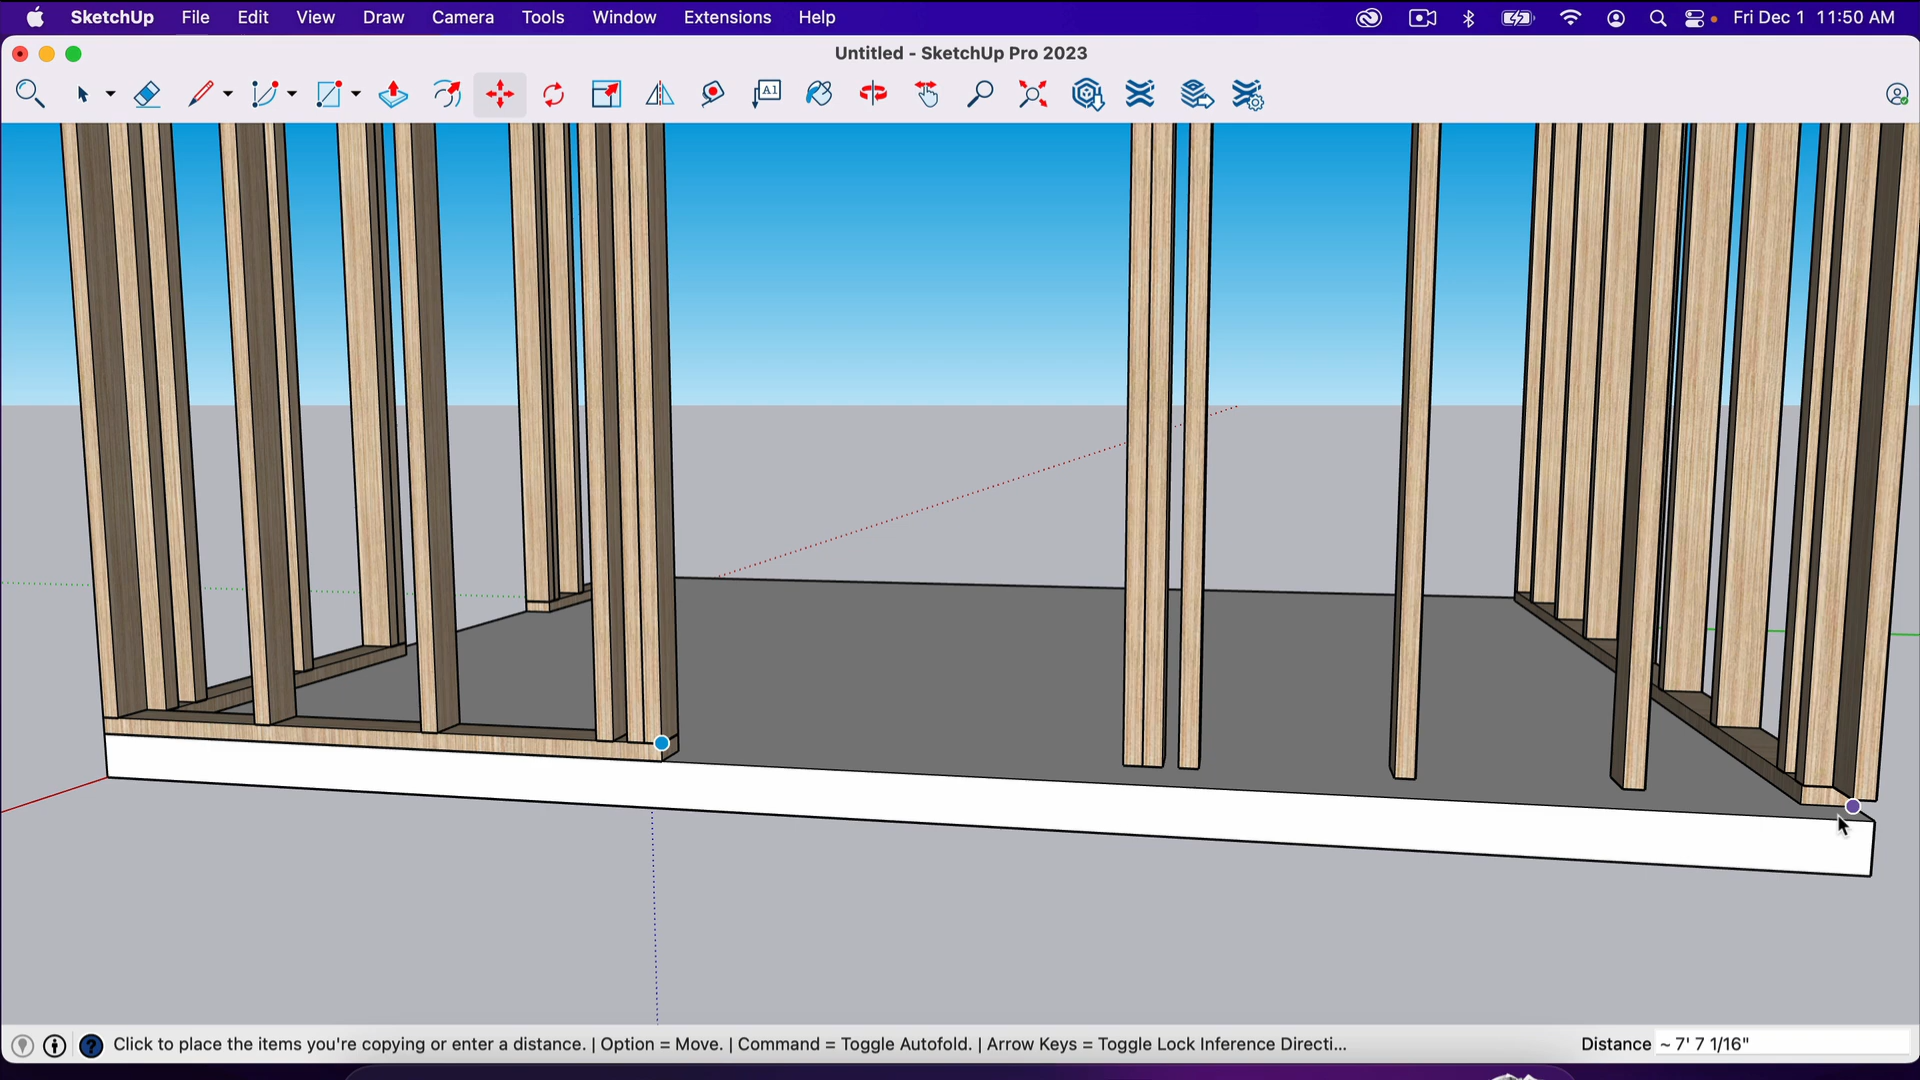 SketchUp File Edit View Draw Camera Tools Window Extensions Help Fri Dec 1 11:50 AM
Untitled - SketchUp Pro 2023
A1
Click to place the items you're copying or enter a distance. | Option = Move. | Command = Toggle Autofold. | Arrow Keys = Toggle Lock Inference Directi... Distance ~ 7' 7 1/16"